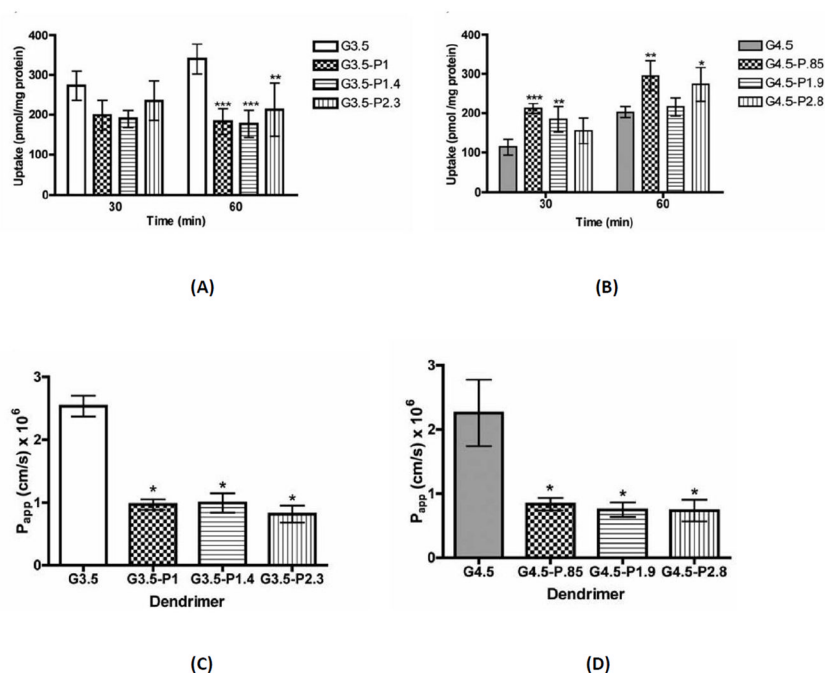 Uptake (pmol/mg protein)
400
300
200
100
0
***
***
**
30
60
Time (min)
G3.5
G3.5-P1
G3.5-P1.4
G3.5-P2.3
(A)
Uptake (pmol /mg protein)
400
300
200
100
0
***
**
**
*
30
60
Time (min)
G4.5
G4.5-P.85
G4.5-P1.9
G4.5-P2.8
(B)
Papp (cm/s) x 10⁶
3
2
1
0
*
*
*
G3.5 G3.5-P1 G3.5-P1.4 G3.5-P2.3
Dendrimer
(C)
Papp (cm/s) x 10⁶
3
2
1
0
*
*
*
G4.5 G4.5-P.85 G4.5-P1.9 G4.5-P2.8
Dendrimer
(D)